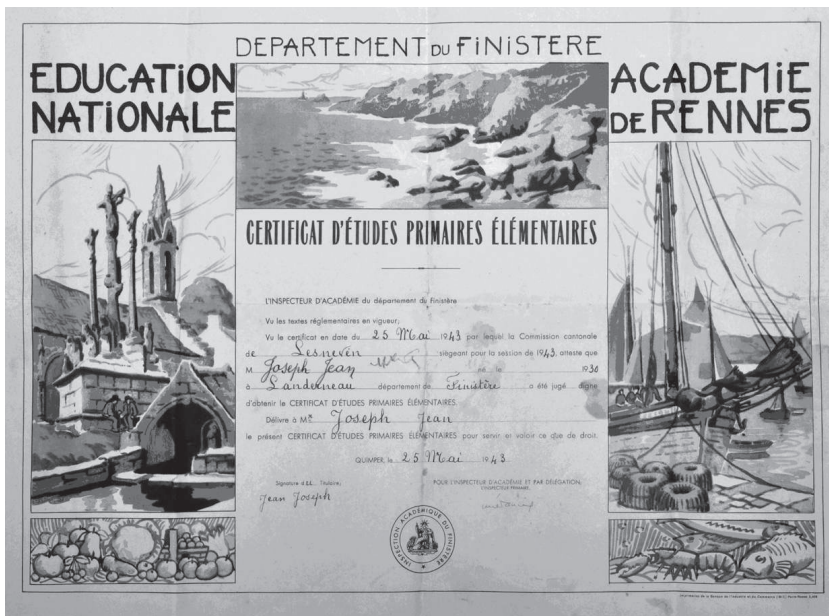 DEPARTEMENT DU FINISTERE
EDUCATION
NATIONALE
ACADEMIE
DE RENNES
CERTIFICAT D'ÉTUDES PRIMAIRES ÉLÉMENTAIRES
L'INSPECTEUR D'ACADÉMIE du département du Finistère
Vu les textes réglementaires en vigueur,
Vu le certificat en date du 25 Mai 1943 par lequel la Commission cantonale
de Lesneven siégeant pour la session de 1943, atteste que
M Joseph Jean né le 1930
à Landerneau département de Finistère a été jugé digne
d'obtenir le CERTIFICAT D'ÉTUDES PRIMAIRES ÉLÉMENTAIRES.
Délivré à M. Joseph Jean
le présent CERTIFICAT D'ÉTUDES PRIMAIRES ÉLÉMENTAIRES pour servir et valoir ce que de droit.
QUIMPER, le 25 Mai 1943
Signature du Titulaire,
Jean Joseph
POUR L'INSPECTEUR D'ACADÉMIE ET PAR DÉLÉGATION,
L'INSPECTEUR PRIMAIRE,
INSPECTION ACADÉMIQUE DU FINISTÈRE